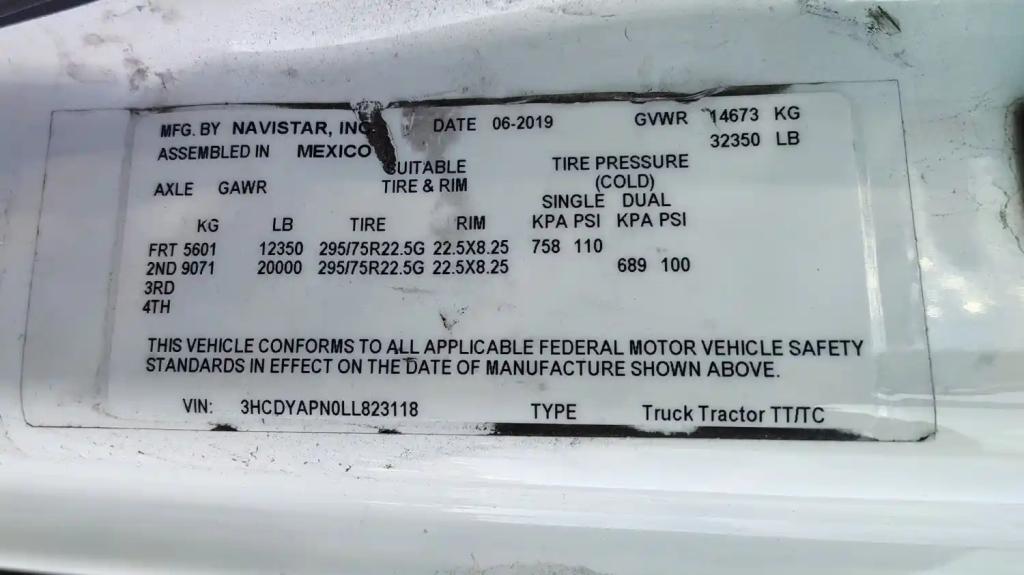 MFG. BY NAVISTAR, INC. DATE 06-2019 GVWR 14673 KG
ASSEMBLED IN MEXICO 32350 LB
SUITABLE TIRE PRESSURE
AXLE GAWR TIRE & RIM (COLD)
SINGLE DUAL
KG LB TIRE RIM KPA PSI KPA PSI
FRT 5601 12350 295/75R22.5G 22.5X8.25 758 110
2ND 9071 20000 295/75R22.5G 22.5X8.25 689 100
3RD
4TH
THIS VEHICLE CONFORMS TO ALL APPLICABLE FEDERAL MOTOR VEHICLE SAFETY
STANDARDS IN EFFECT ON THE DATE OF MANUFACTURE SHOWN ABOVE.
VIN: 3HCDYAPN0LL823118 TYPE Truck Tractor TT/TC